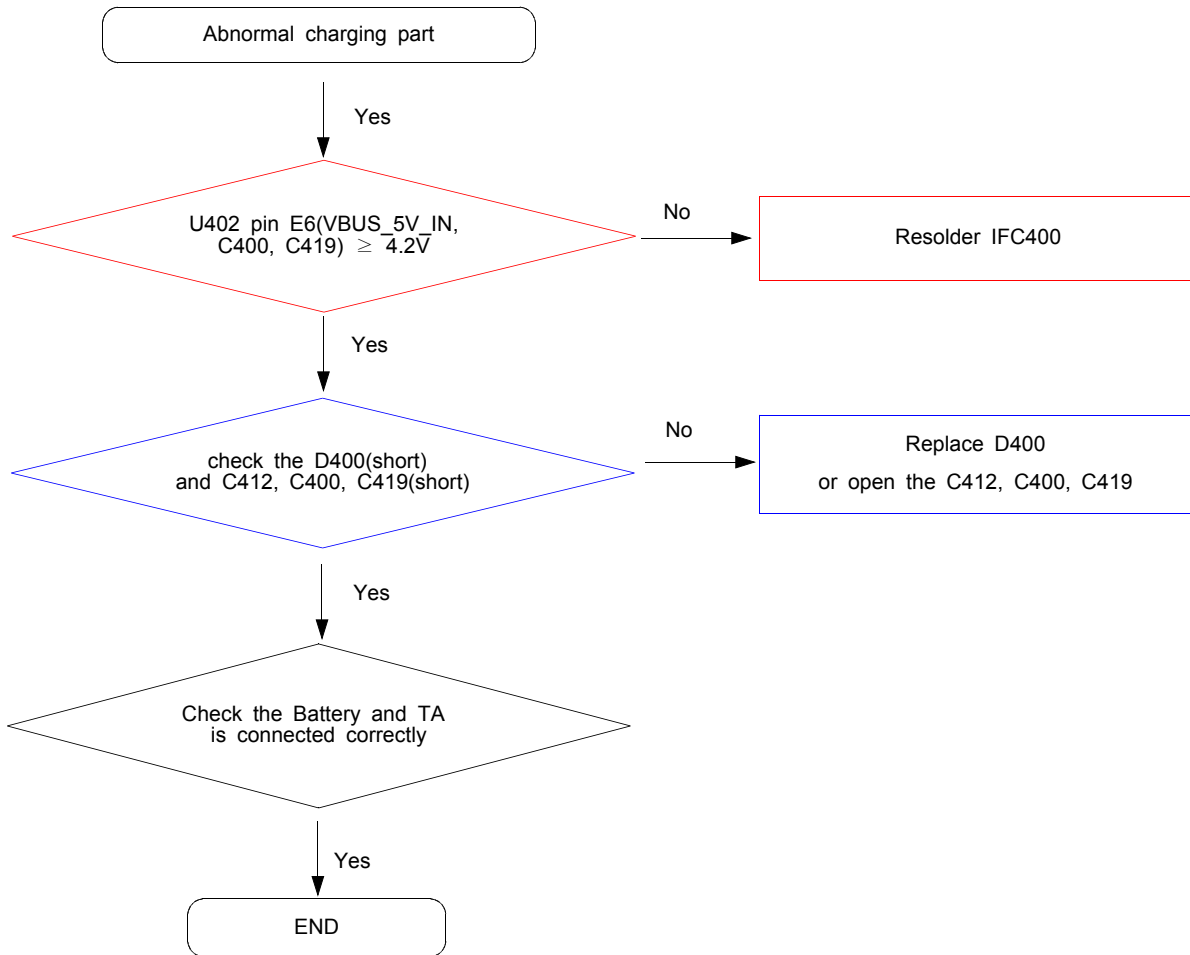 Abnormal charging part
Yes
U402 pin E6(VBUS_5V_IN,
C400, C419) ≥ 4.2V
No
Resolder IFC400
Yes
check the D400(short)
and C412, C400, C419(short)
No
Replace D400
or open the C412, C400, C419
Yes
Check the Battery and TA
is connected correctly
Yes
END